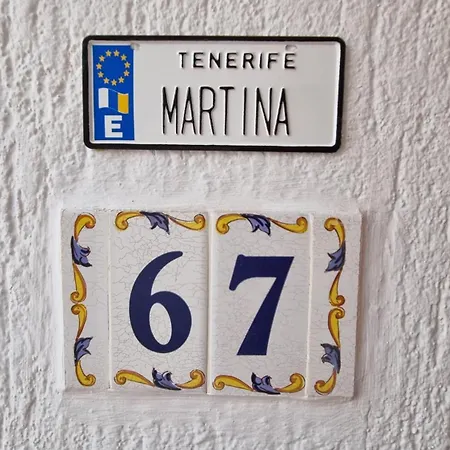 TENERIFE
MARTINA
E
67